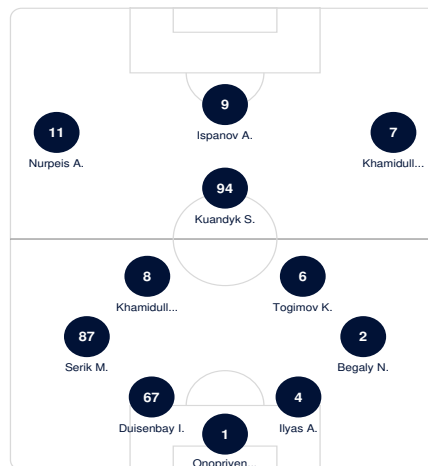 9
Ispanov A.
11
Nurpeis A.
7
Khamidull...
94
Kuandyk S.
8
Khamidull...
6
Togimov K.
87
Serik M.
2
Begaly N.
67
Duisenbay I.
4
Ilyas A.
1
Onopriyen...